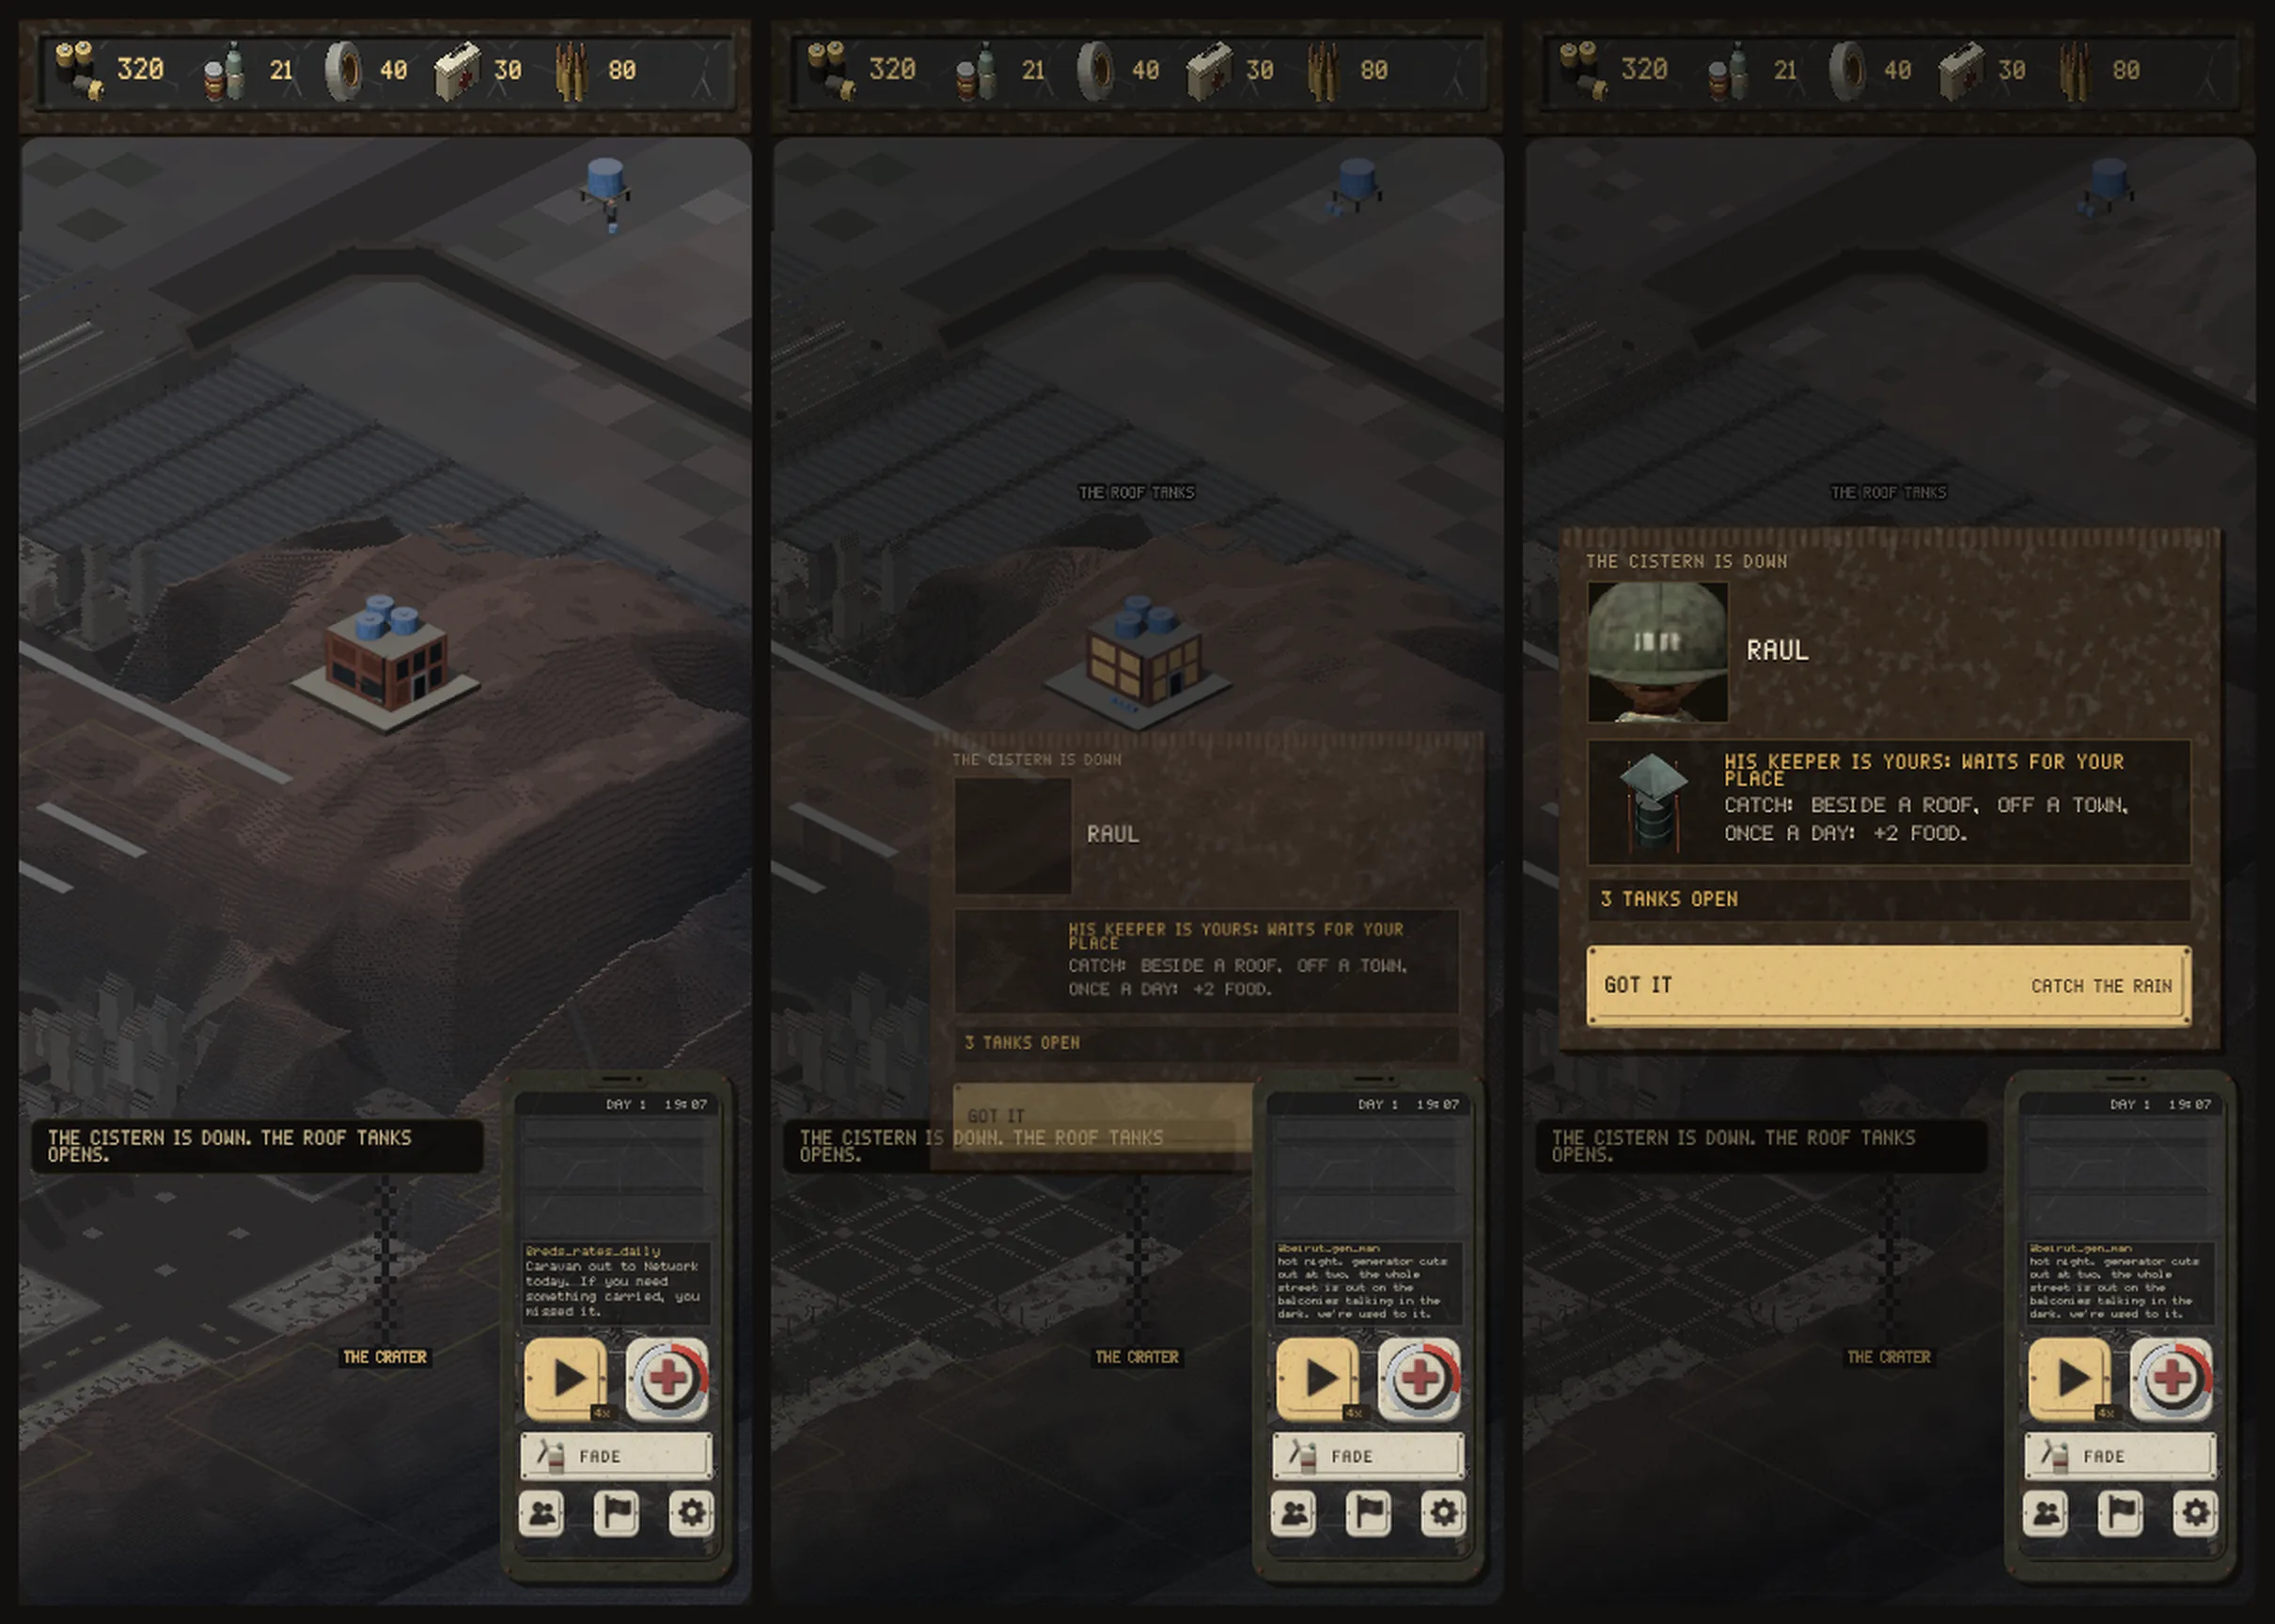 320 21 40 30 80
THE CISTERN IS DOWN. THE ROOF TANKS
OPENS.
THE CRATER
DAY 1 19:07
@reds_rates_daily
Caravan out to Network
today. If you need
something carried, you
missed it.
4x
FADE
320 21 40 30 80
THE ROOF TANKS
THE CISTERN IS DOWN
RAUL
HIS KEEPER IS YOURS: WAITS FOR YOUR
PLACE
CATCH: BESIDE A ROOF, OFF A TOWN,
ONCE A DAY: +2 FOOD.
3 TANKS OPEN
GOT IT
THE CISTERN IS DOWN. THE ROOF TANKS
OPENS.
THE CRATER
DAY 1 19:07
@beirut_gen_man
hot night. generator cuts
out at two. the whole
street is out on the
balconies talking in the
dark. we're used to it.
4x
FADE
320 21 40 30 80
THE ROOF TANKS
THE CISTERN IS DOWN
RAUL
HIS KEEPER IS YOURS: WAITS FOR YOUR
PLACE
CATCH: BESIDE A ROOF, OFF A TOWN,
ONCE A DAY: +2 FOOD.
3 TANKS OPEN
GOT IT CATCH THE RAIN
THE CISTERN IS DOWN. THE ROOF TANKS
OPENS.
THE CRATER
DAY 1 19:07
@beirut_gen_man
hot night. generator cuts
out at two. the whole
street is out on the
balconies talking in the
dark. we're used to it.
4x
FADE